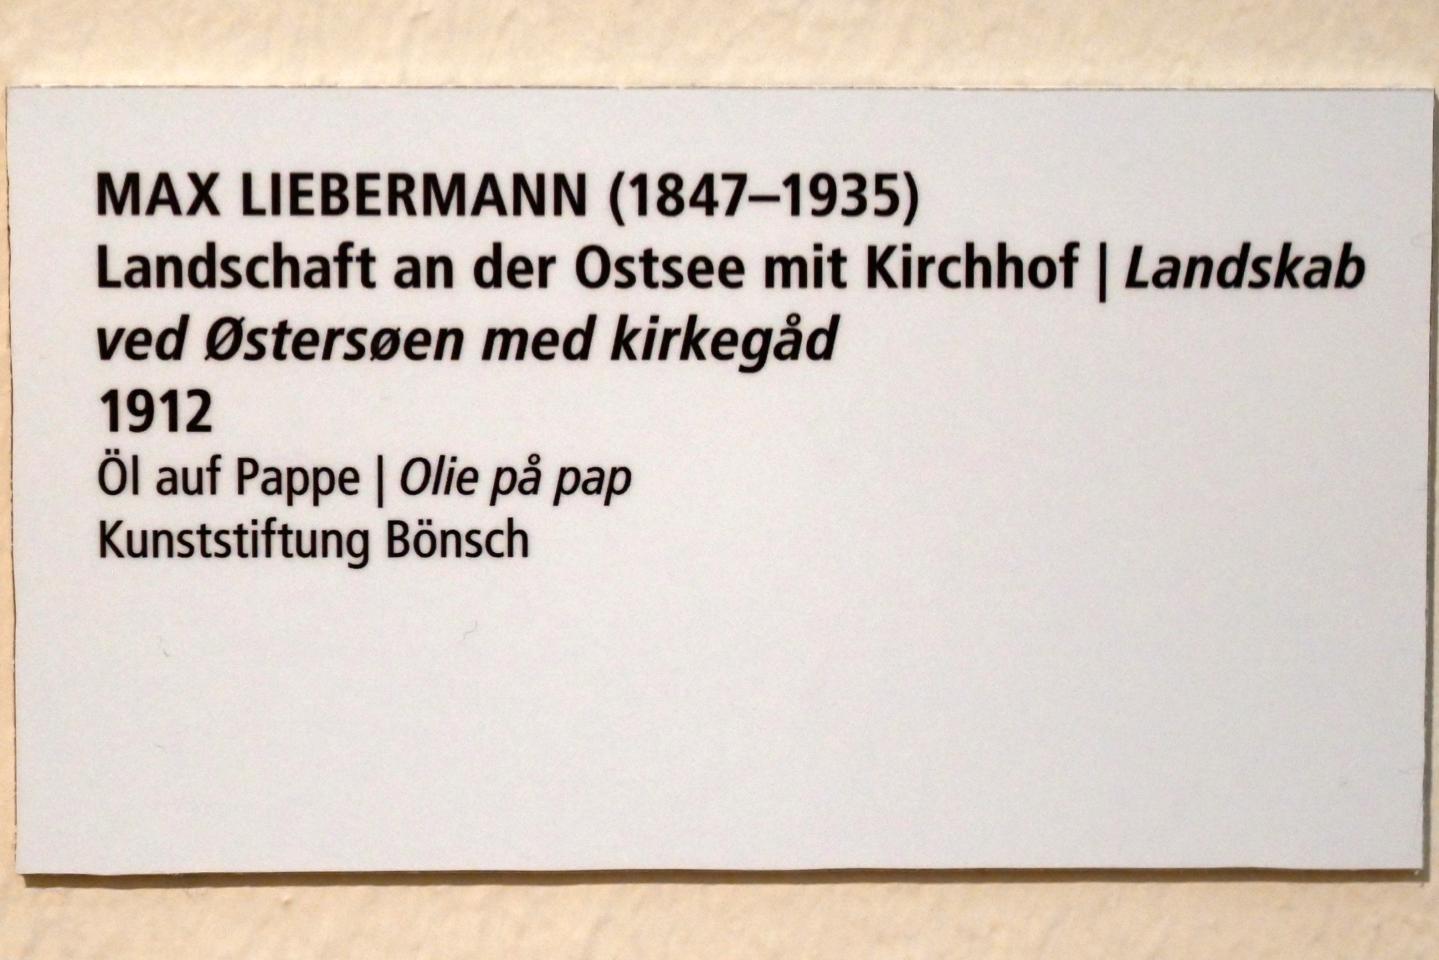 MAX LIEBERMANN (1847–1935)
Landschaft an der Ostsee mit Kirchhof | Landskab
ved Østersøen med kirkegåd
1912
Öl auf Pappe | Olie på pap
Kunststiftung Bönsch